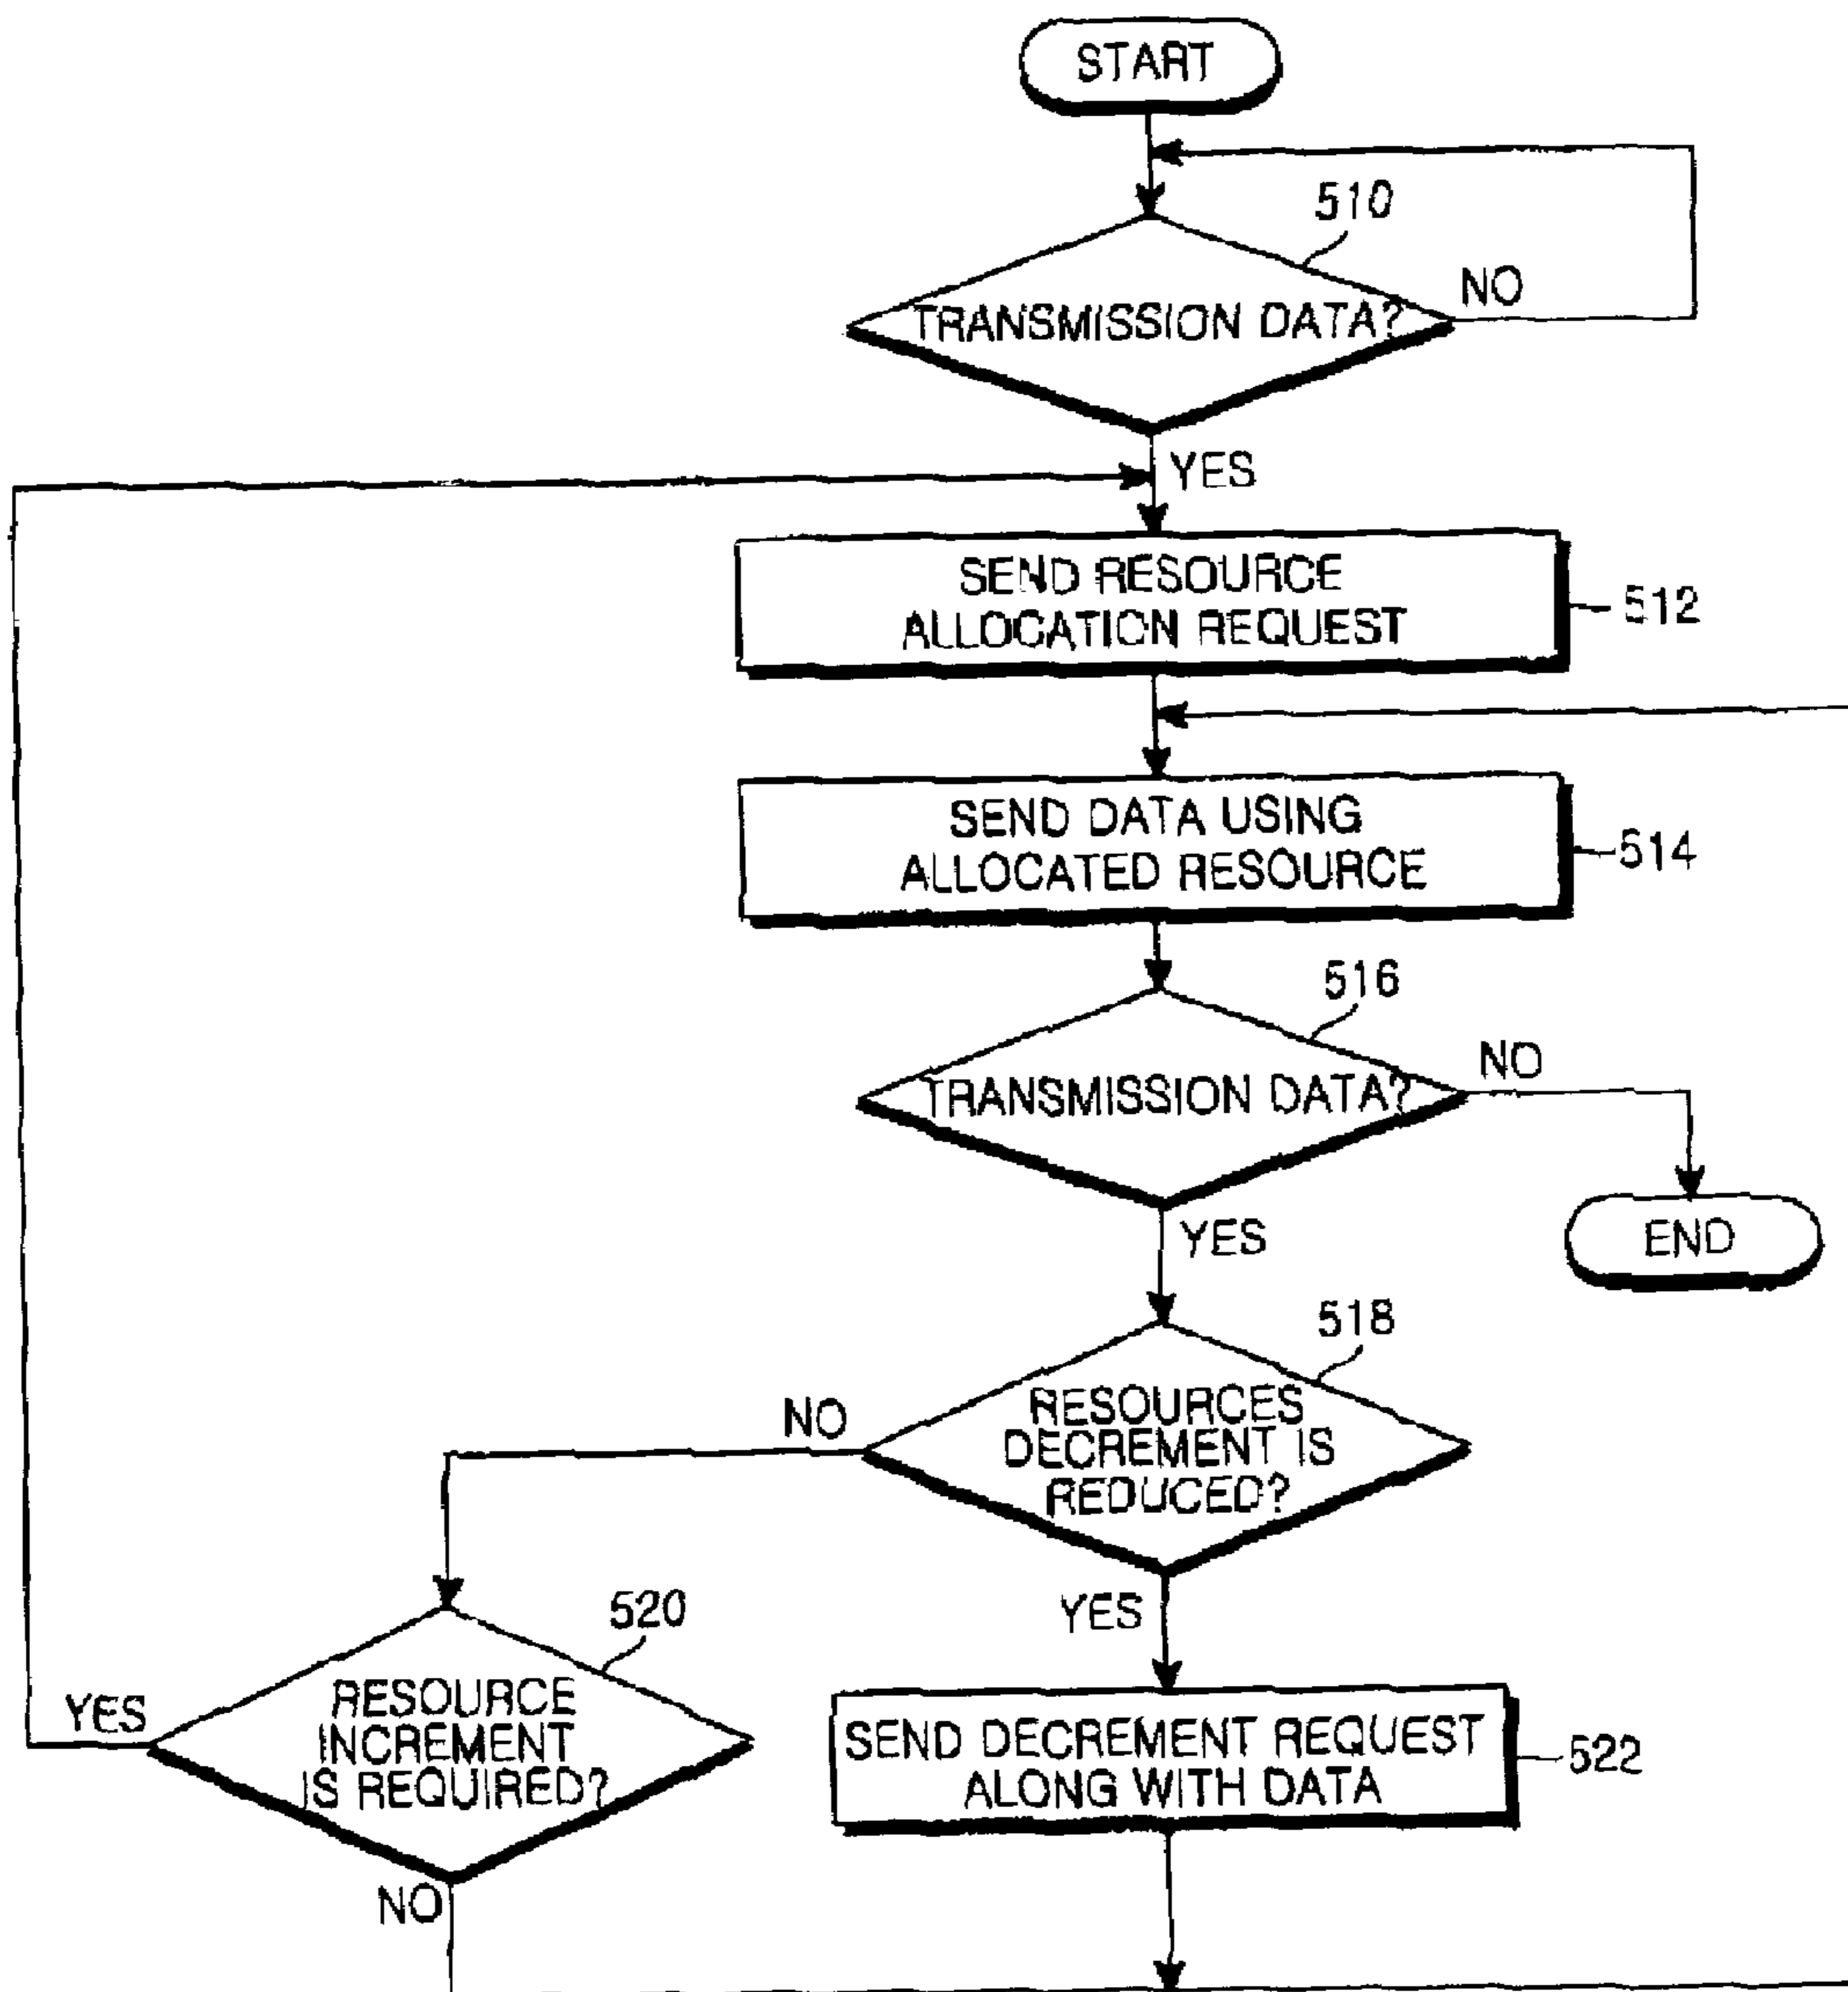 START
510
TRANSMISSION DATA?
NO
YES
SEND RESOURCE
ALLOCATION REQUEST
512
SEND DATA USING
ALLOCATED RESOURCE
514
516
TRANSMISSION DATA?
NO
YES
END
518
RESOURCES
DECREMENT IS
REDUCED?
NO
YES
520
RESOURCE
INCREMENT
IS REQUIRED?
YES
NO
SEND DECREMENT REQUEST
ALONG WITH DATA
522